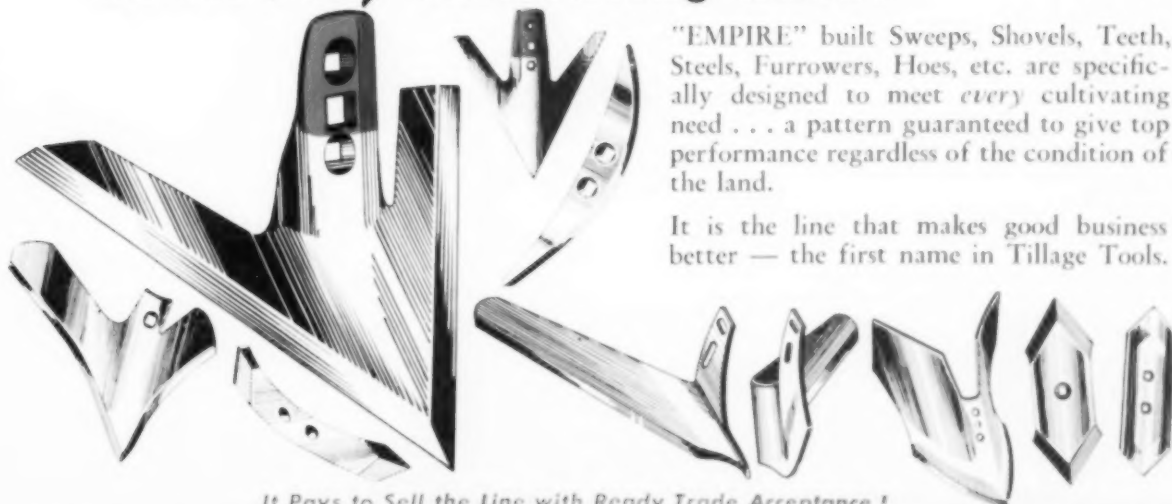 "EMPIRE" built Sweeps, Shovels, Teeth,
Steels, Furrowers, Hoes, etc. are specific-
ally designed to meet every cultivating
need . . . a pattern guaranteed to give top
performance regardless of the condition of
the land.
It is the line that makes good business
better — the first name in Tillage Tools.
It Pays to Sell the Line with Ready Trade Acceptance !